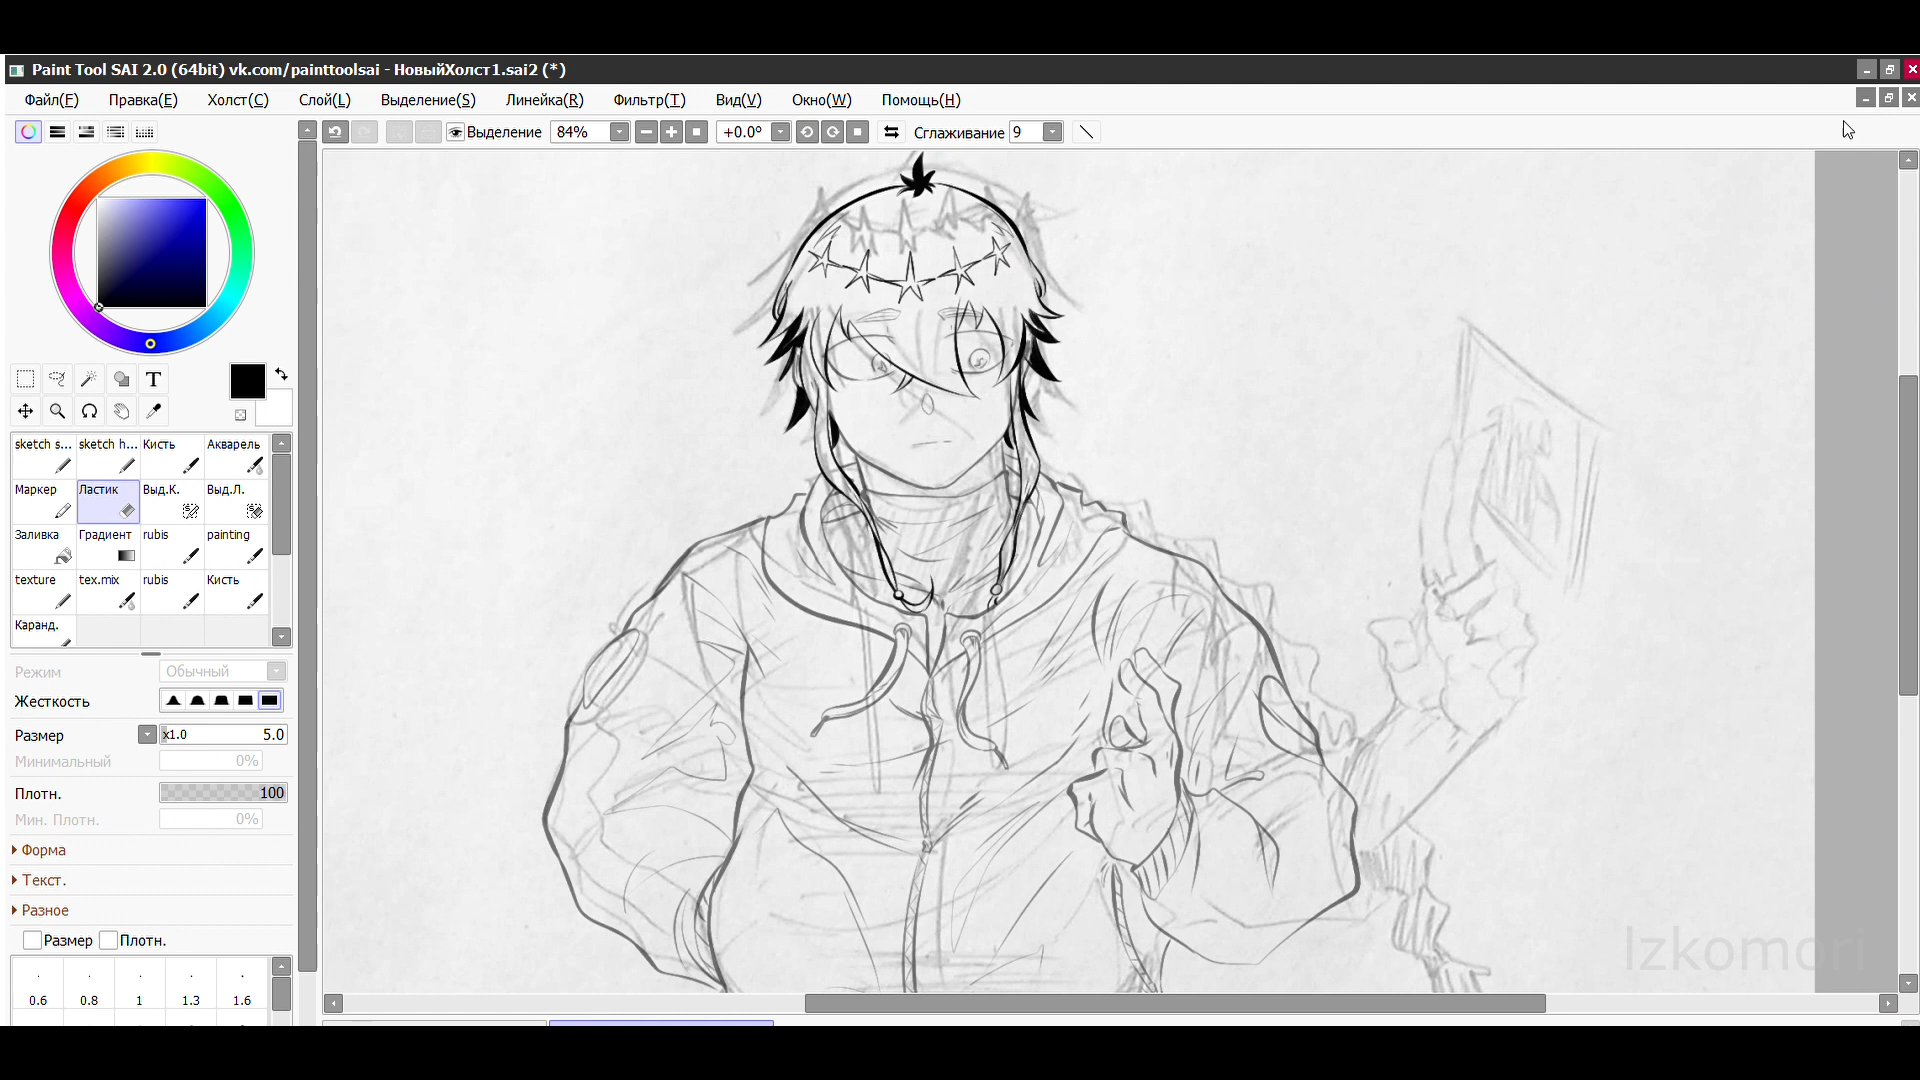 Paint Tool SAI 2.0 (64bit) vk.com/painttoolsai - НовыйХолст1.sai2 (*)
Файл(F) Правка(E) Холст(C) Слой(L) Выделение(S) Линейка(R) Фильтр(T) Вид(V) Окно(W) Помощь(H)
Выделение 84% +0.0° Сглаживание 9
T
sketch s... sketch h... Кисть Акварель
Маркер Ластик Выд.К. Выд.Л.
Заливка Градиент rubis painting
texture tex.mix rubis Кисть
Каранд.
Режим Обычный
Жесткость
Размер x1.0 5.0
Минимальный 0%
Плотн. 100
Мин. Плотн. 0%
Форма
Текст.
Разное
Размер Плотн.
0.6 0.8 1 1.3 1.6
Izkomori